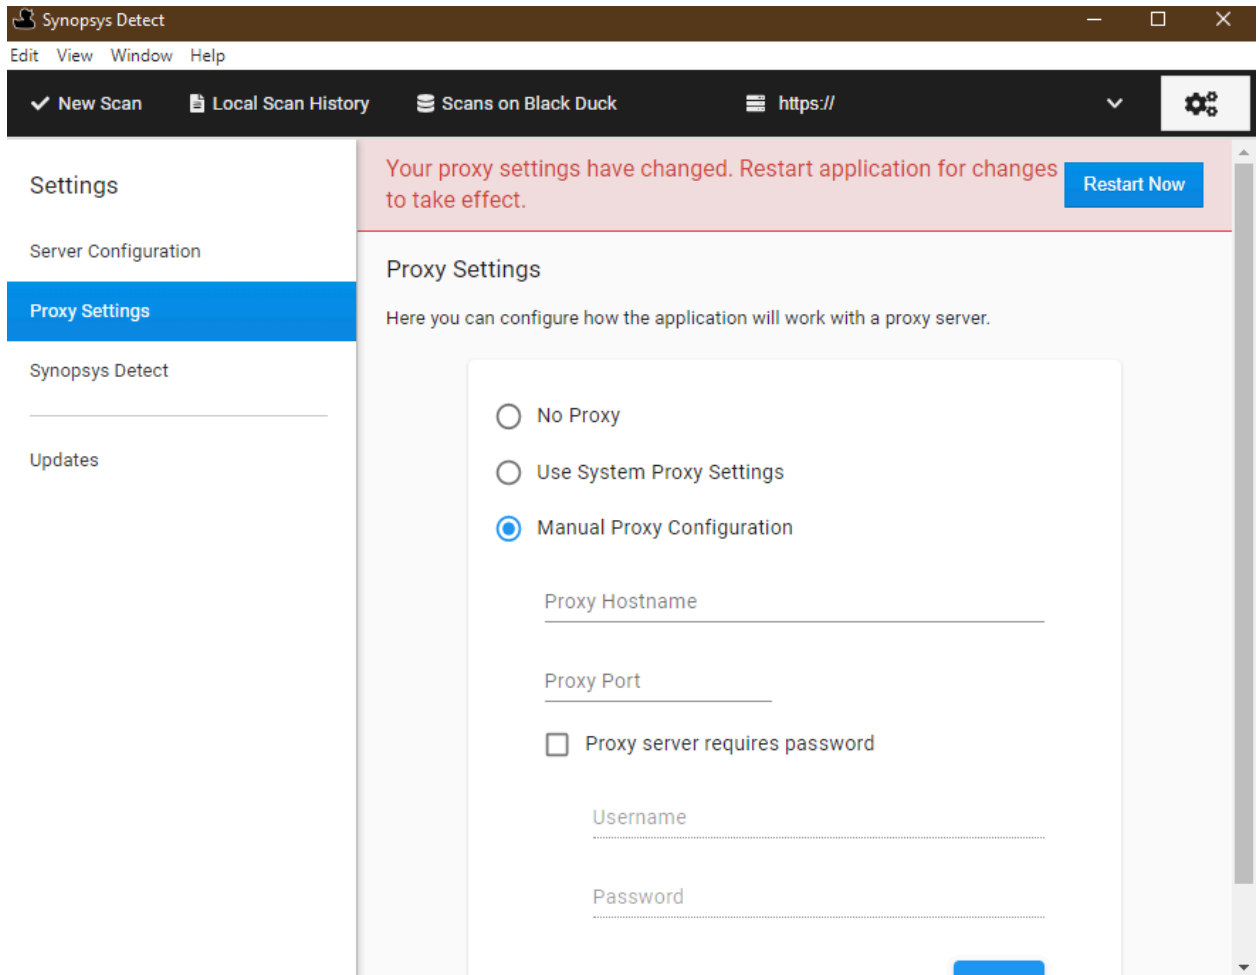 Synopsys Detect
Edit View Window Help
New Scan Local Scan History Scans on Black Duck https://
Settings
Server Configuration
Proxy Settings
Synopsys Detect
Updates
Your proxy settings have changed. Restart application for changes
to take effect.
Restart Now
Proxy Settings
Here you can configure how the application will work with a proxy server.
No Proxy
Use System Proxy Settings
Manual Proxy Configuration
Proxy Hostname
Proxy Port
Proxy server requires password
Username
Password